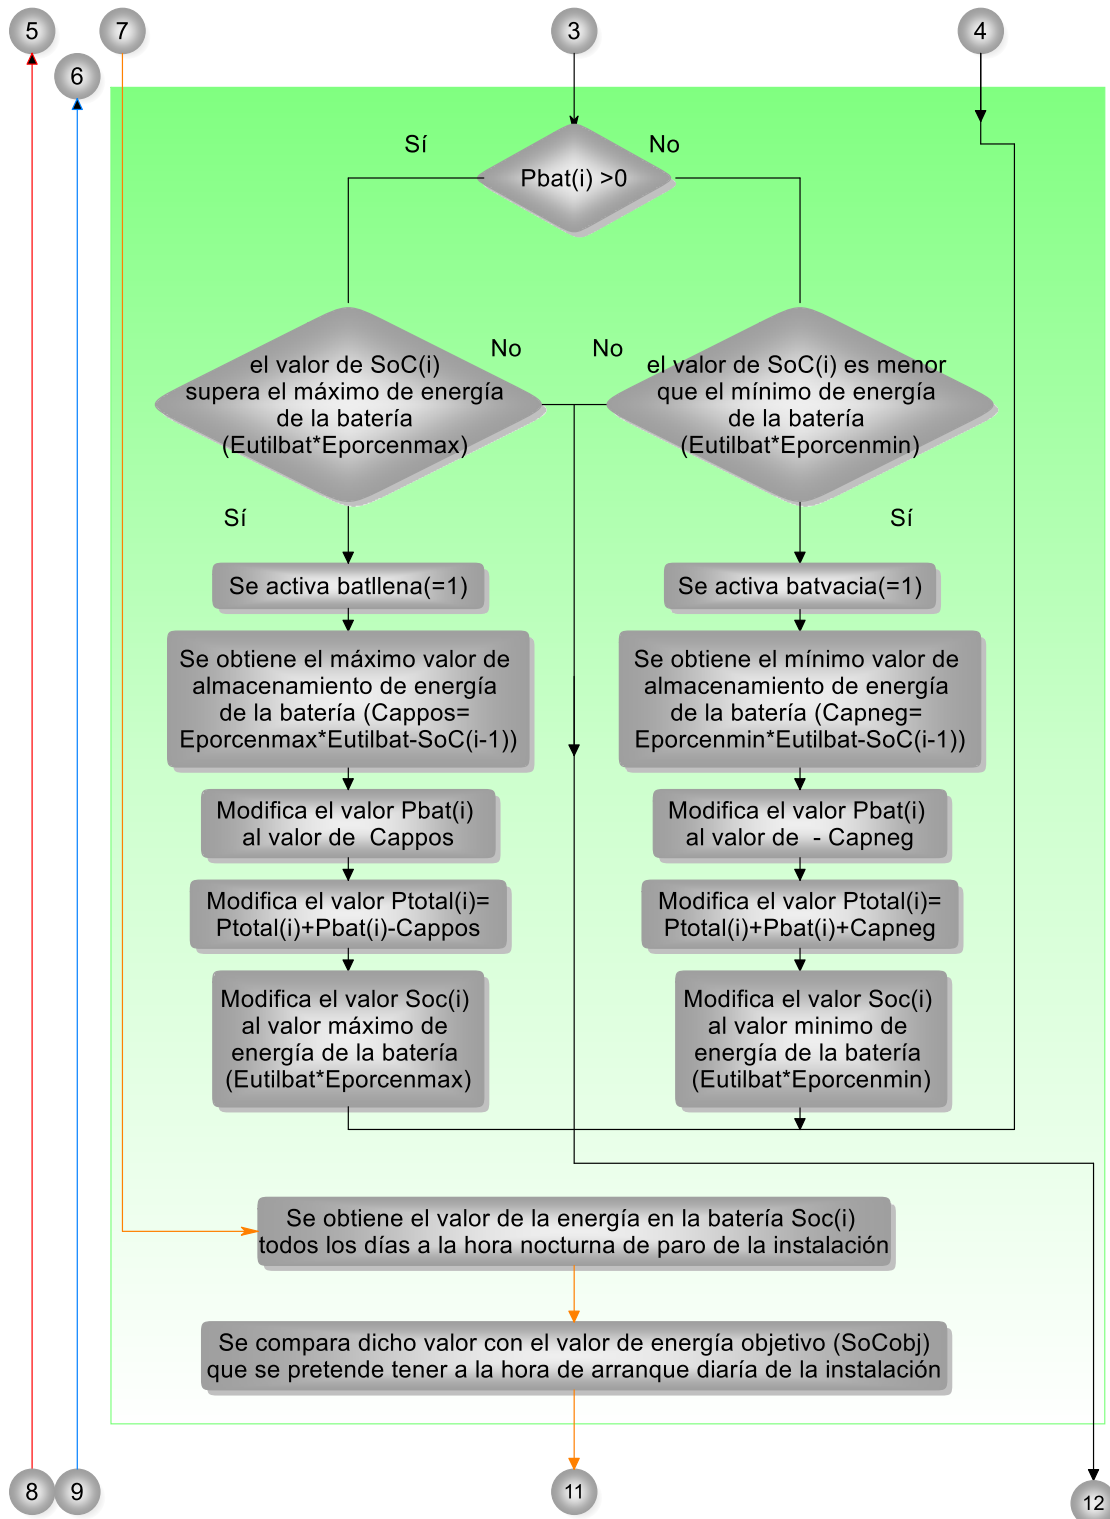 5
7
3
4
6
Sí
No
Pbat(i) >0
No
No
el valor de SoC(i)
supera el máximo de energía
de la batería
(Eutilbat*Eporcenmax)
el valor de SoC(i) es menor
que el mínimo de energía
de la batería
(Eutilbat*Eporcenmin)
Sí
Sí
Se activa batllena(=1)
Se activa batvacia(=1)
Se obtiene el máximo valor de
almacenamiento de energía
de la batería (Cappos=
Eporcenmax*Eutilbat-SoC(i-1))
Se obtiene el mínimo valor de
almacenamiento de energía
de la batería (Capneg=
Eporcenmin*Eutilbat-SoC(i-1))
Modifica el valor Pbat(i)
al valor de  Cappos
Modifica el valor Pbat(i)
al valor de  - Capneg
Modifica el valor Ptotal(i)=
Ptotal(i)+Pbat(i)-Cappos
Modifica el valor Ptotal(i)=
Ptotal(i)+Pbat(i)+Capneg
Modifica el valor Soc(i)
al valor máximo de
energía de la batería
(Eutilbat*Eporcenmax)
Modifica el valor Soc(i)
al valor minimo de
energía de la batería
(Eutilbat*Eporcenmin)
Se obtiene el valor de la energía en la batería Soc(i)
todos los días a la hora nocturna de paro de la instalación
Se compara dicho valor con el valor de energía objetivo (SoCobj)
que se pretende tener a la hora de arranque diaría de la instalación
8
9
11
12